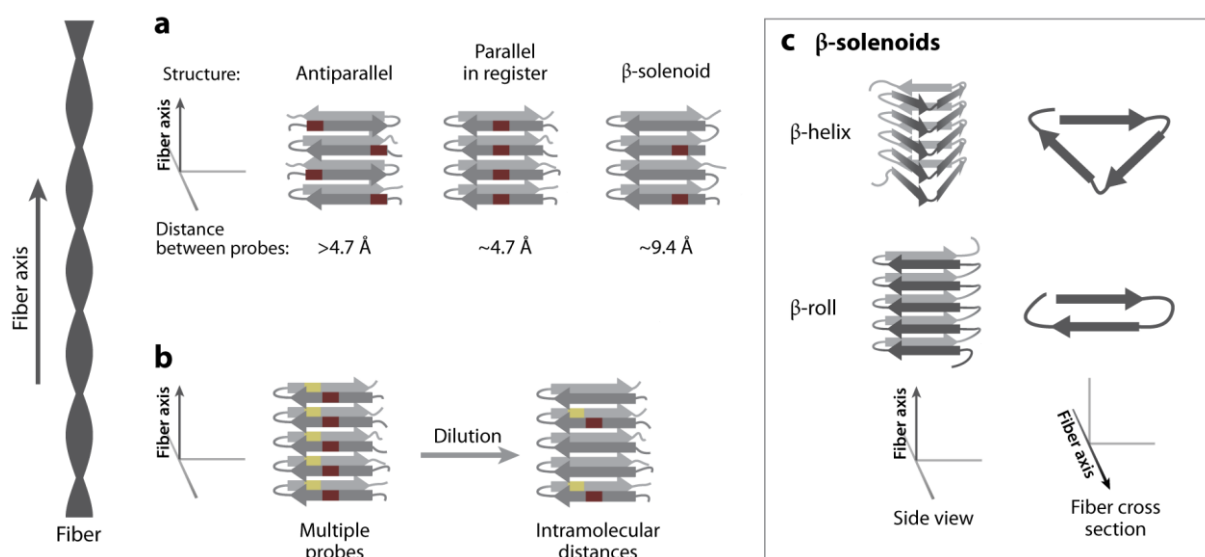 Fiber axis
Fiber
a
Structure:
Antiparallel
Parallel
in register
β-solenoid
Fiber axis
Distance
between probes:
>4.7 Å
~4.7 Å
~9.4 Å
b
Fiber axis
Dilution
Multiple
probes
Intramolecular
distances
c β-solenoids
β-helix
β-roll
Fiber axis
Side view
Fiber axis
Fiber cross
section